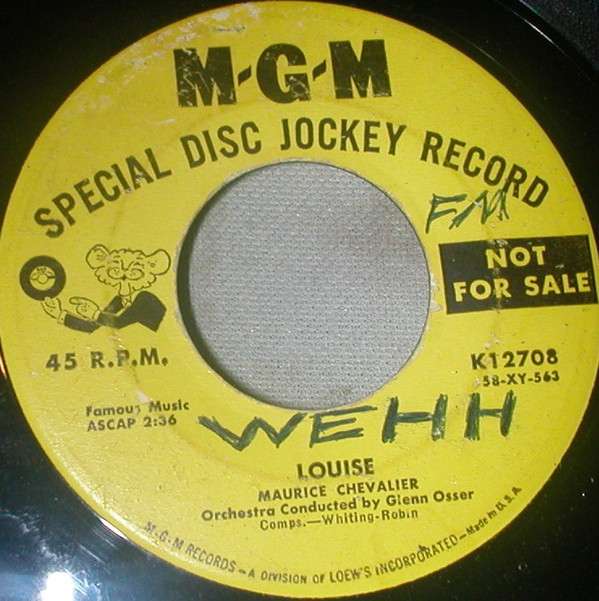 M-G-M
SPECIAL DISC JOCKEY RECORD
FM
NOT
FOR SALE
45 R.P.M.
K12708
58-XY-563
Famous Music
ASCAP 2:36
WEHH
LOUISE
MAURICE CHEVALIER
Orchestra Conducted by Glenn Osser
Comps.—Whiting-Robin
M-G-M RECORDS—A DIVISION OF LOEW'S INCORPORATED—Made in U.S.A.